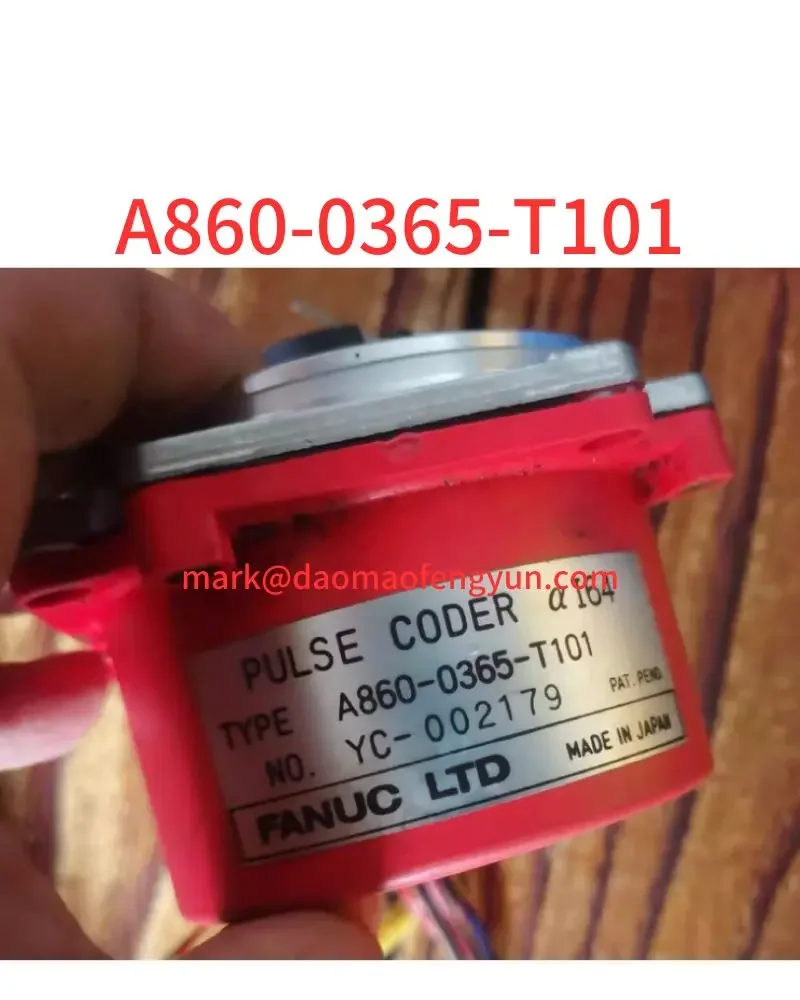 A860-0365-T101
mark@daomaofengyun.com
PULSE CODER α I64
TYPE A860-0365-T101
NO. YC-002179 PAT. PEND
FANUC LTD MADE IN JAPAN